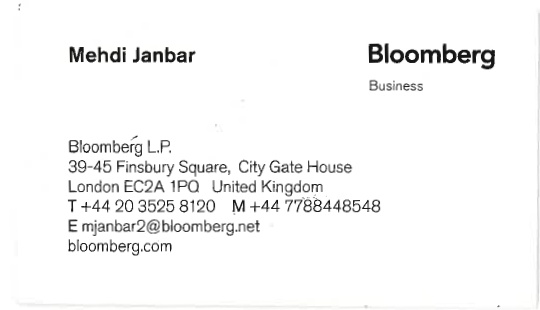 Mehdi Janbar
Bloomberg
Business
Bloomberg L.P.
39-45 Finsbury Square, City Gate House
London EC2A 1PQ United Kingdom
T +44 20 3525 8120 M +44 7788448548
E mjanbar2@bloomberg.net
bloomberg.com